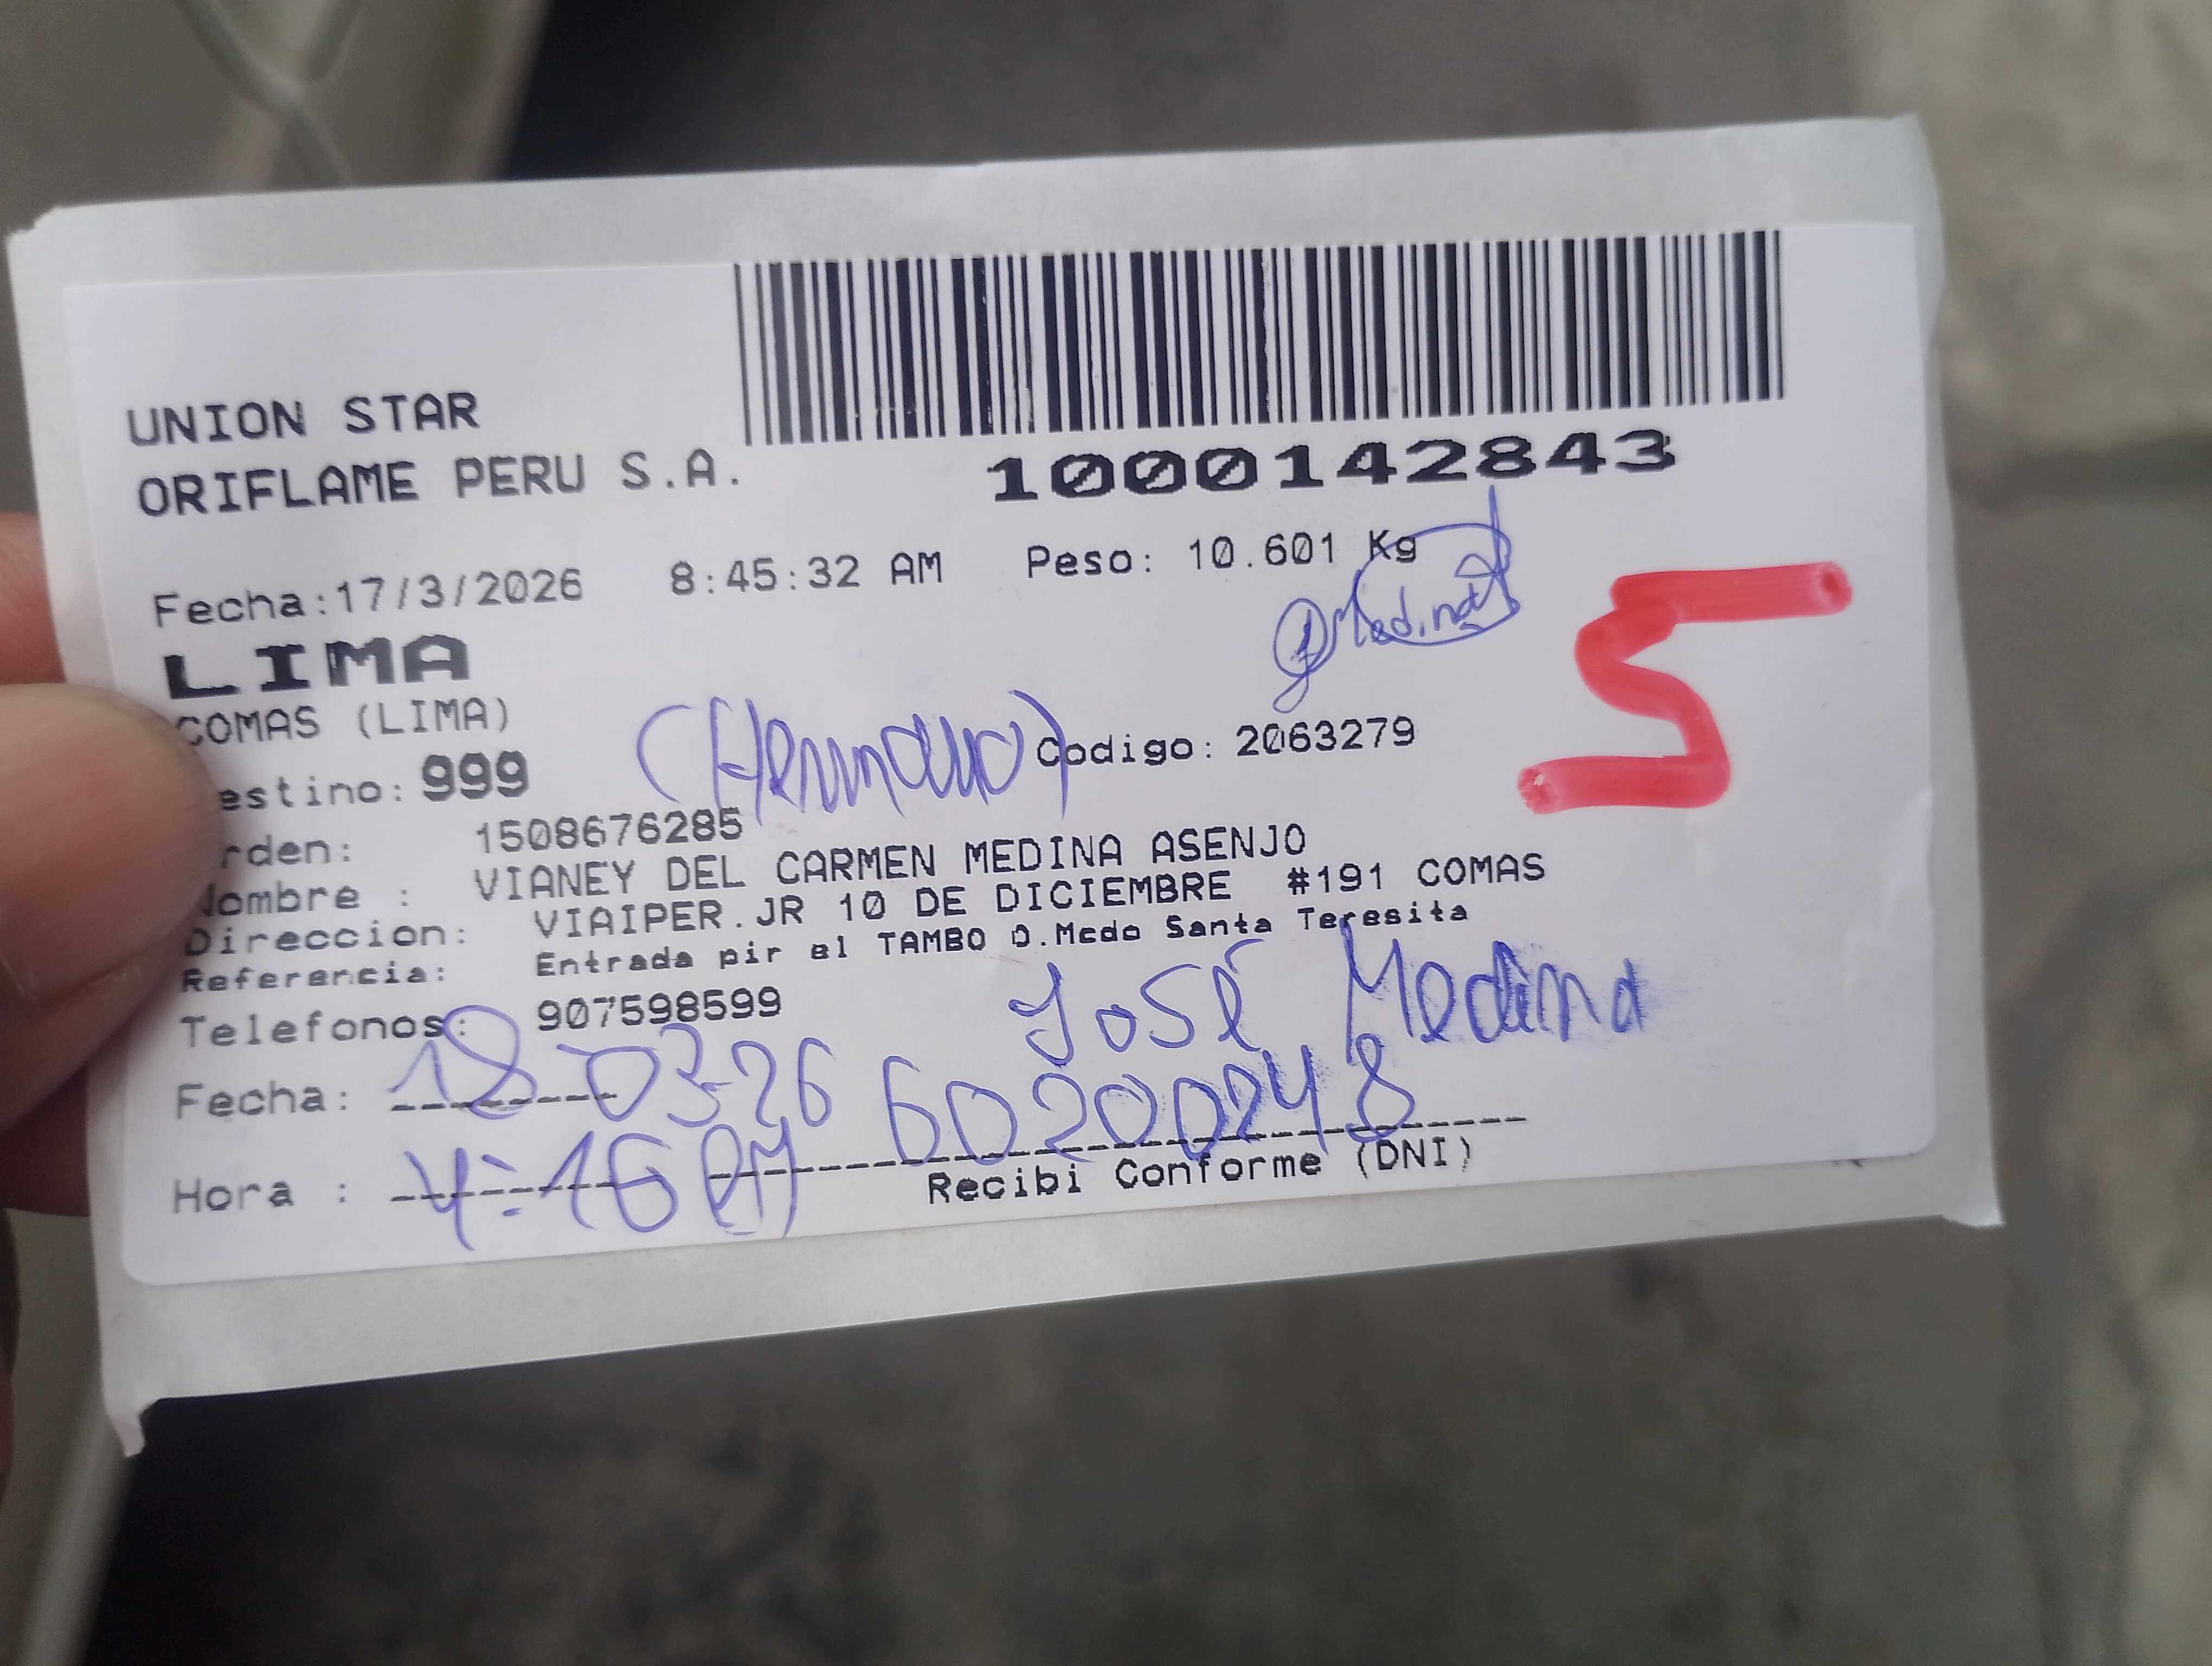 UNION STAR
ORIFLAME PERU S.A.
1000142843
Fecha:17/3/2026 8:45:32 AM Peso: 10.601 Kg
Medina
LIMA
COMAS (LIMA)
5
(Hermano) Codigo: 2063279
estino: 999
rden: 1508676285
Nombre : VIANEY DEL CARMEN MEDINA ASENJO
Direccion: VIAIPER.JR 10 DE DICIEMBRE #191 COMAS
Referencia: Entrada pir el TAMBO O.Mcdo Santa Teresita
Telefonos: 907598599
José Medina
Fecha: 18-03-26 60200248
Hora : 4:16 PM
Recibi Conforme (DNI)